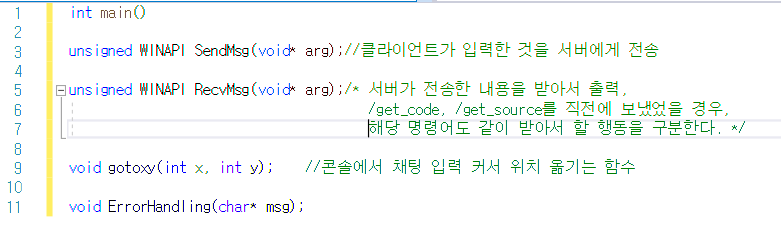 1 int main()
2
3 unsigned WINAPI SendMsg(void* arg);//클라이언트가 입력한 것을 서버에게 전송
4
5 unsigned WINAPI RecvMsg(void* arg);/* 서버가 전송한 내용을 받아서 출력,
6 /get_code, /get_source를 직전에 보냈었을 경우,
7 해당 명령어도 같이 받아서 할 행동을 구분한다. */
8
9 void gotoxy(int x, int y); //콘솔에서 채팅 입력 커서 위치 옮기는 함수
10
11 void ErrorHandling(char* msg);